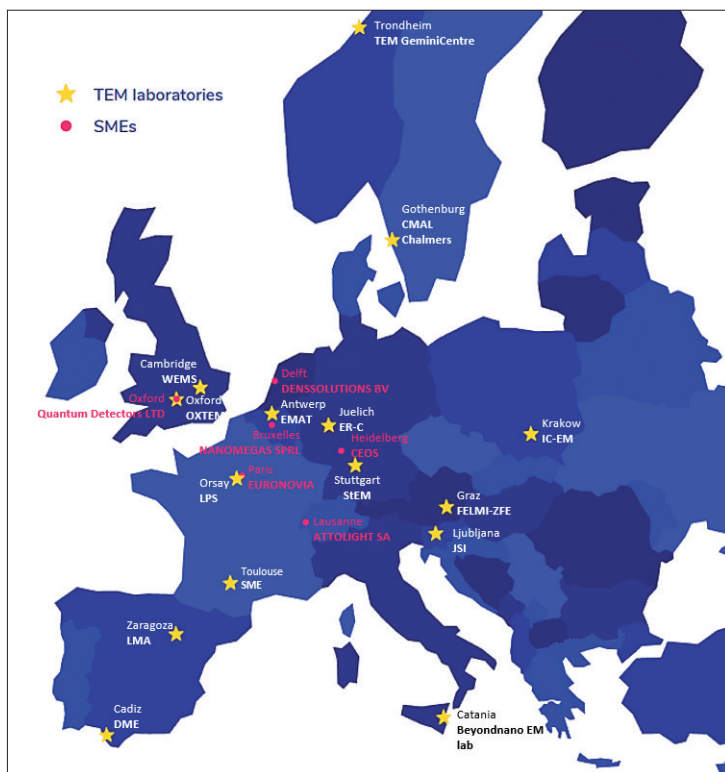 Trondheim
TEM GeminiCentre
TEM laboratories
SMEs
Gothenburg
CMAL
Chalmers
Cambridge
WEMS
Oxford
Quantum Detectors LTD
Oxford
OXTEM
Delft
DENSSOLUTIONS BV
Antwerp
EMAT
Juelich
ER-C
Bruxelles
NANOMEGAS SPRL
Heidelberg
CEOS
Krakow
IC-EM
Orsay
LPS
Paris
EURONOVIA
Stuttgart
StEM
Graz
FELMI-ZFE
Lausanne
ATTOLIGHT SA
Ljubljana
JSI
Toulouse
SME
Zaragoza
LMA
Cadiz
DME
Catania
Beyondnano EM
lab